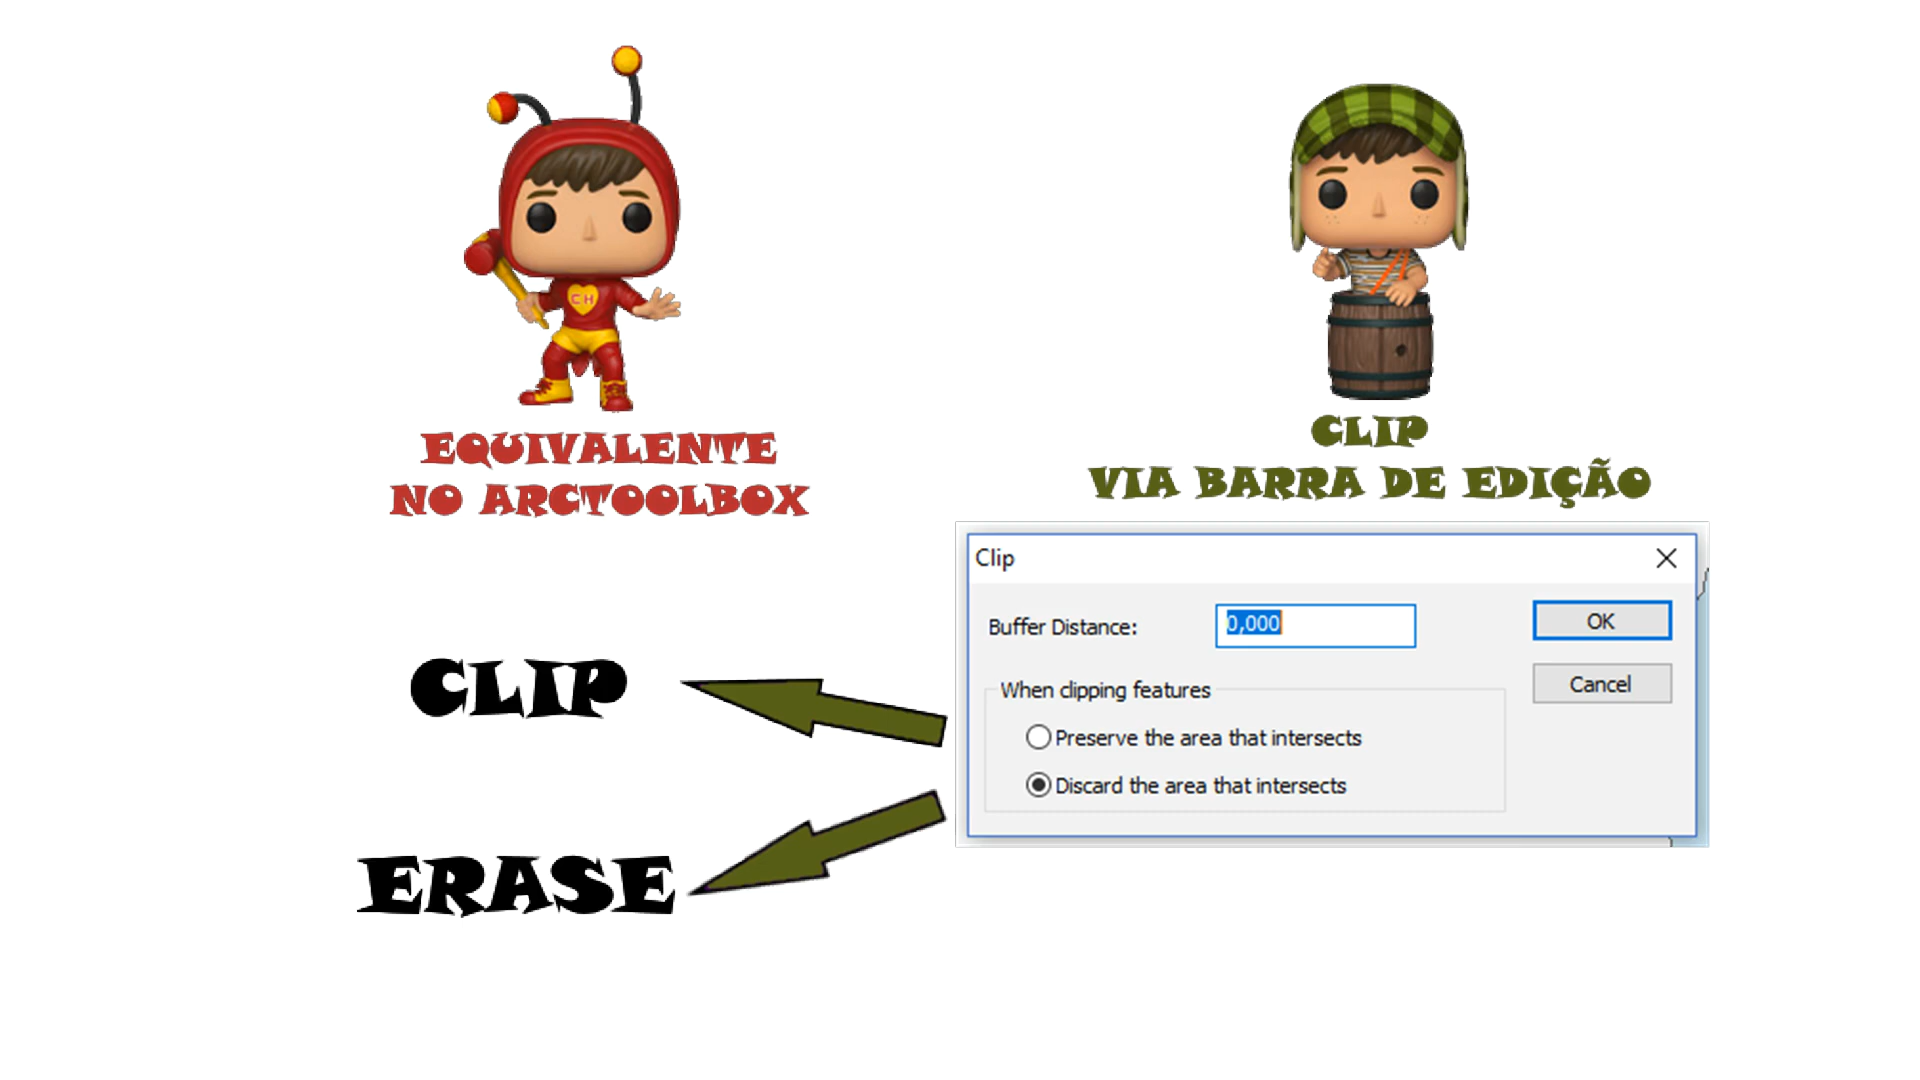 CH
EQUIVALENTE
NO ARCTOOLBOX
CLIP
VIA BARRA DE EDIÇÃO
Clip
Buffer Distance:
0,000
OK
Cancel
When clipping features
Preserve the area that intersects
Discard the area that intersects
CLIP
ERASE